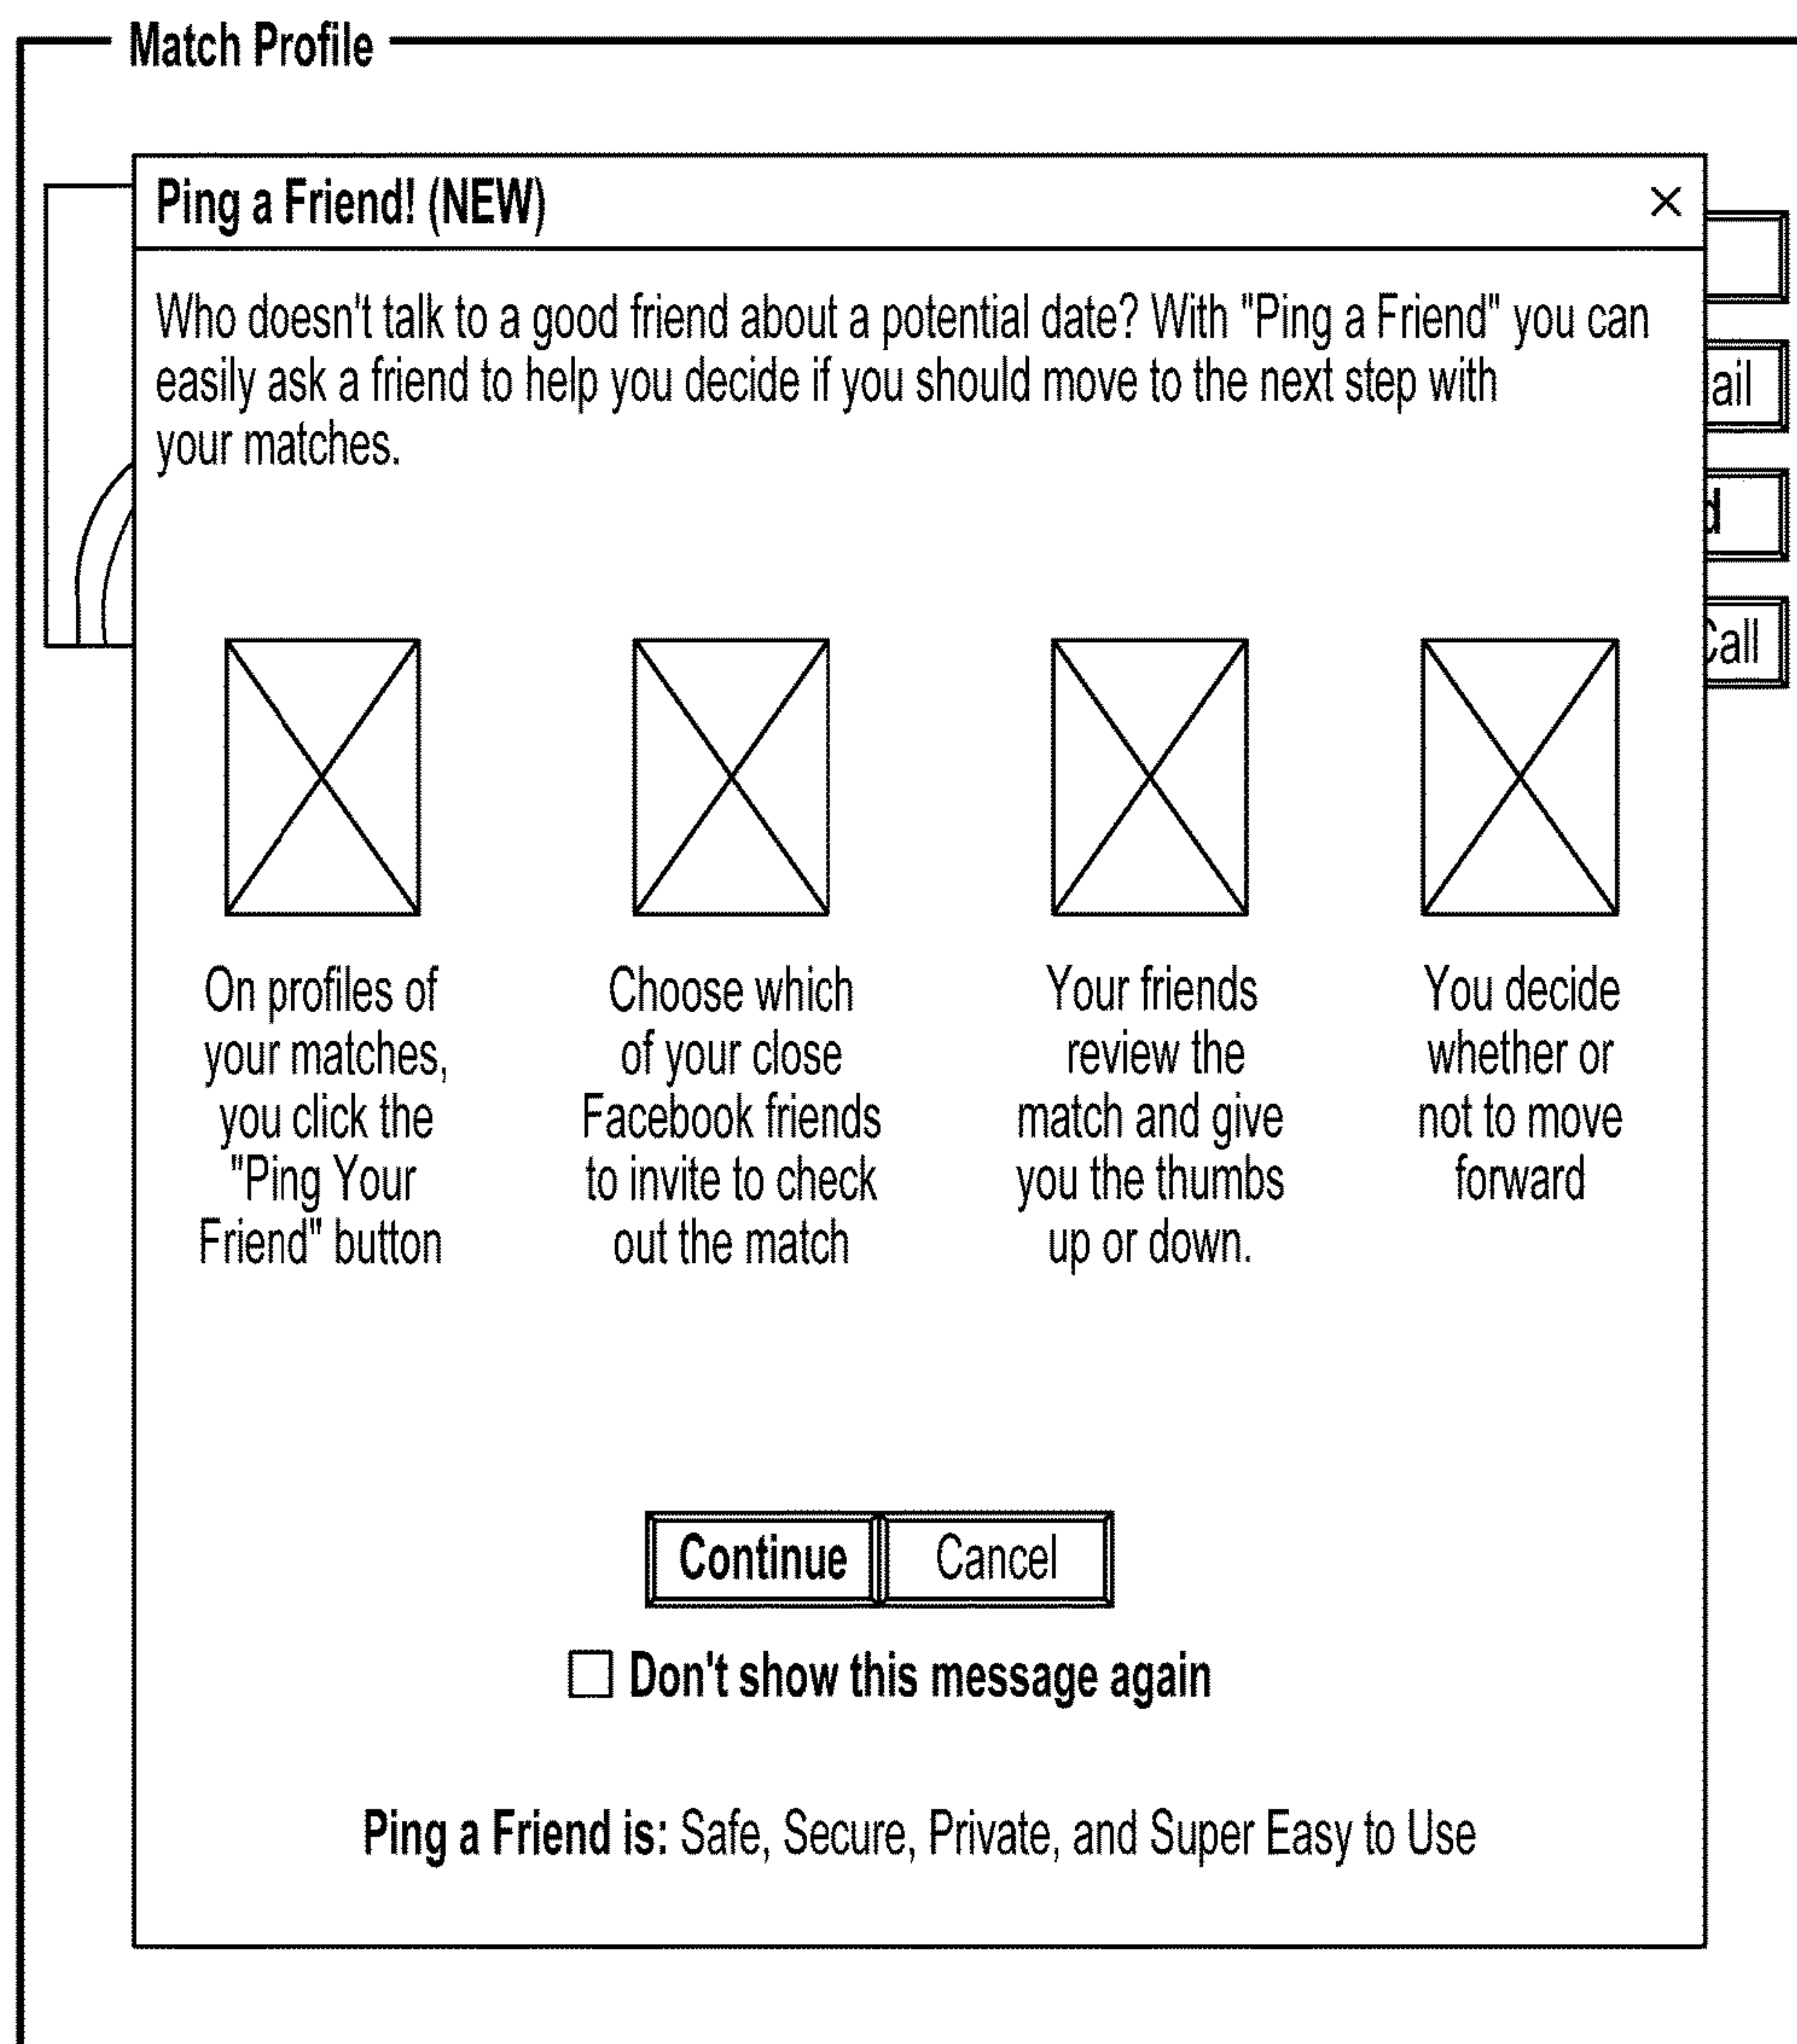 Match Profile
Ping a Friend! (NEW)
Who doesn't talk to a good friend about a potential date? With "Ping a Friend" you can
easily ask a friend to help you decide if you should move to the next step with
your matches.
ail
d
Call
On profiles of
your matches,
you click the
"Ping Your
Friend" button
Choose which
of your close
Facebook friends
to invite to check
out the match
Your friends
review the
match and give
you the thumbs
up or down.
You decide
whether or
not to move
forward
Continue
Cancel
Don't show this message again
Ping a Friend is: Safe, Secure, Private, and Super Easy to Use